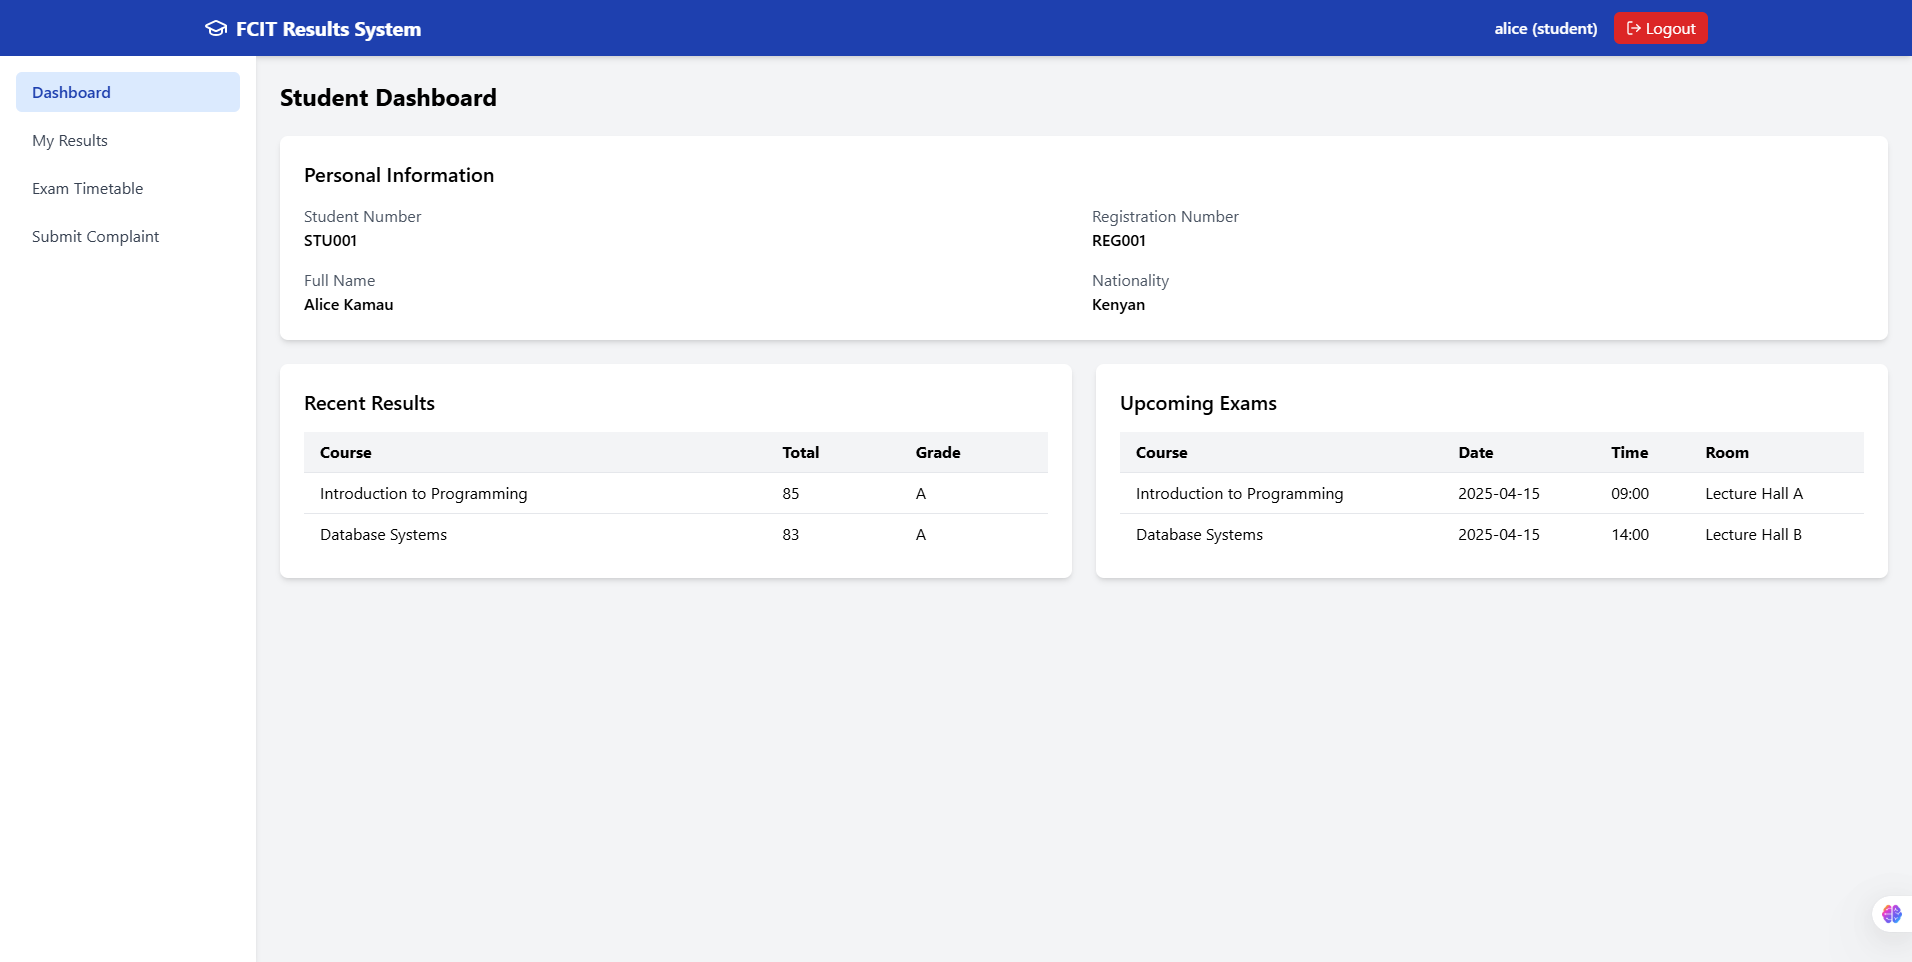 FCIT Results System
alice (student)
Logout
Dashboard
My Results
Exam Timetable
Submit Complaint
Student Dashboard
Personal Information
Student Number
STU001
Registration Number
REG001
Full Name
Alice Kamau
Nationality
Kenyan
Recent Results
Course Total Grade
Introduction to Programming 85 A
Database Systems 83 A
Upcoming Exams
Course Date Time Room
Introduction to Programming 2025-04-15 09:00 Lecture Hall A
Database Systems 2025-04-15 14:00 Lecture Hall B